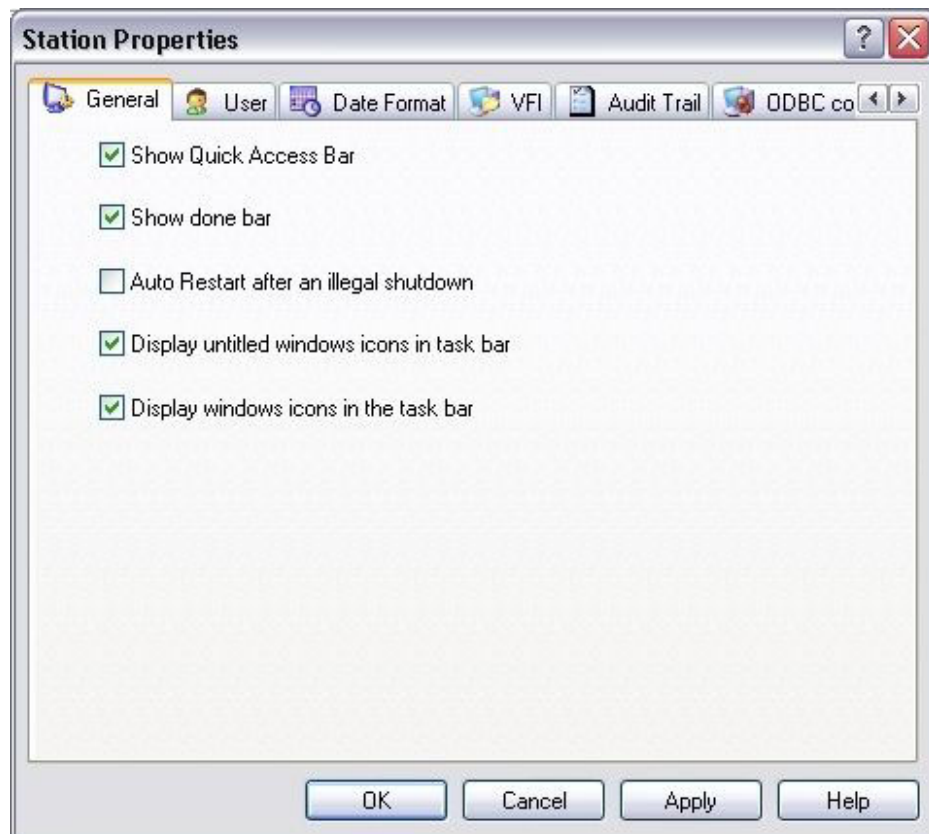 Station Properties
General User Date Format VFI Audit Trail ODBC co
Show Quick Access Bar
Show done bar
Auto Restart after an illegal shutdown
Display untitled windows icons in task bar
Display windows icons in the task bar
OK Cancel Apply Help